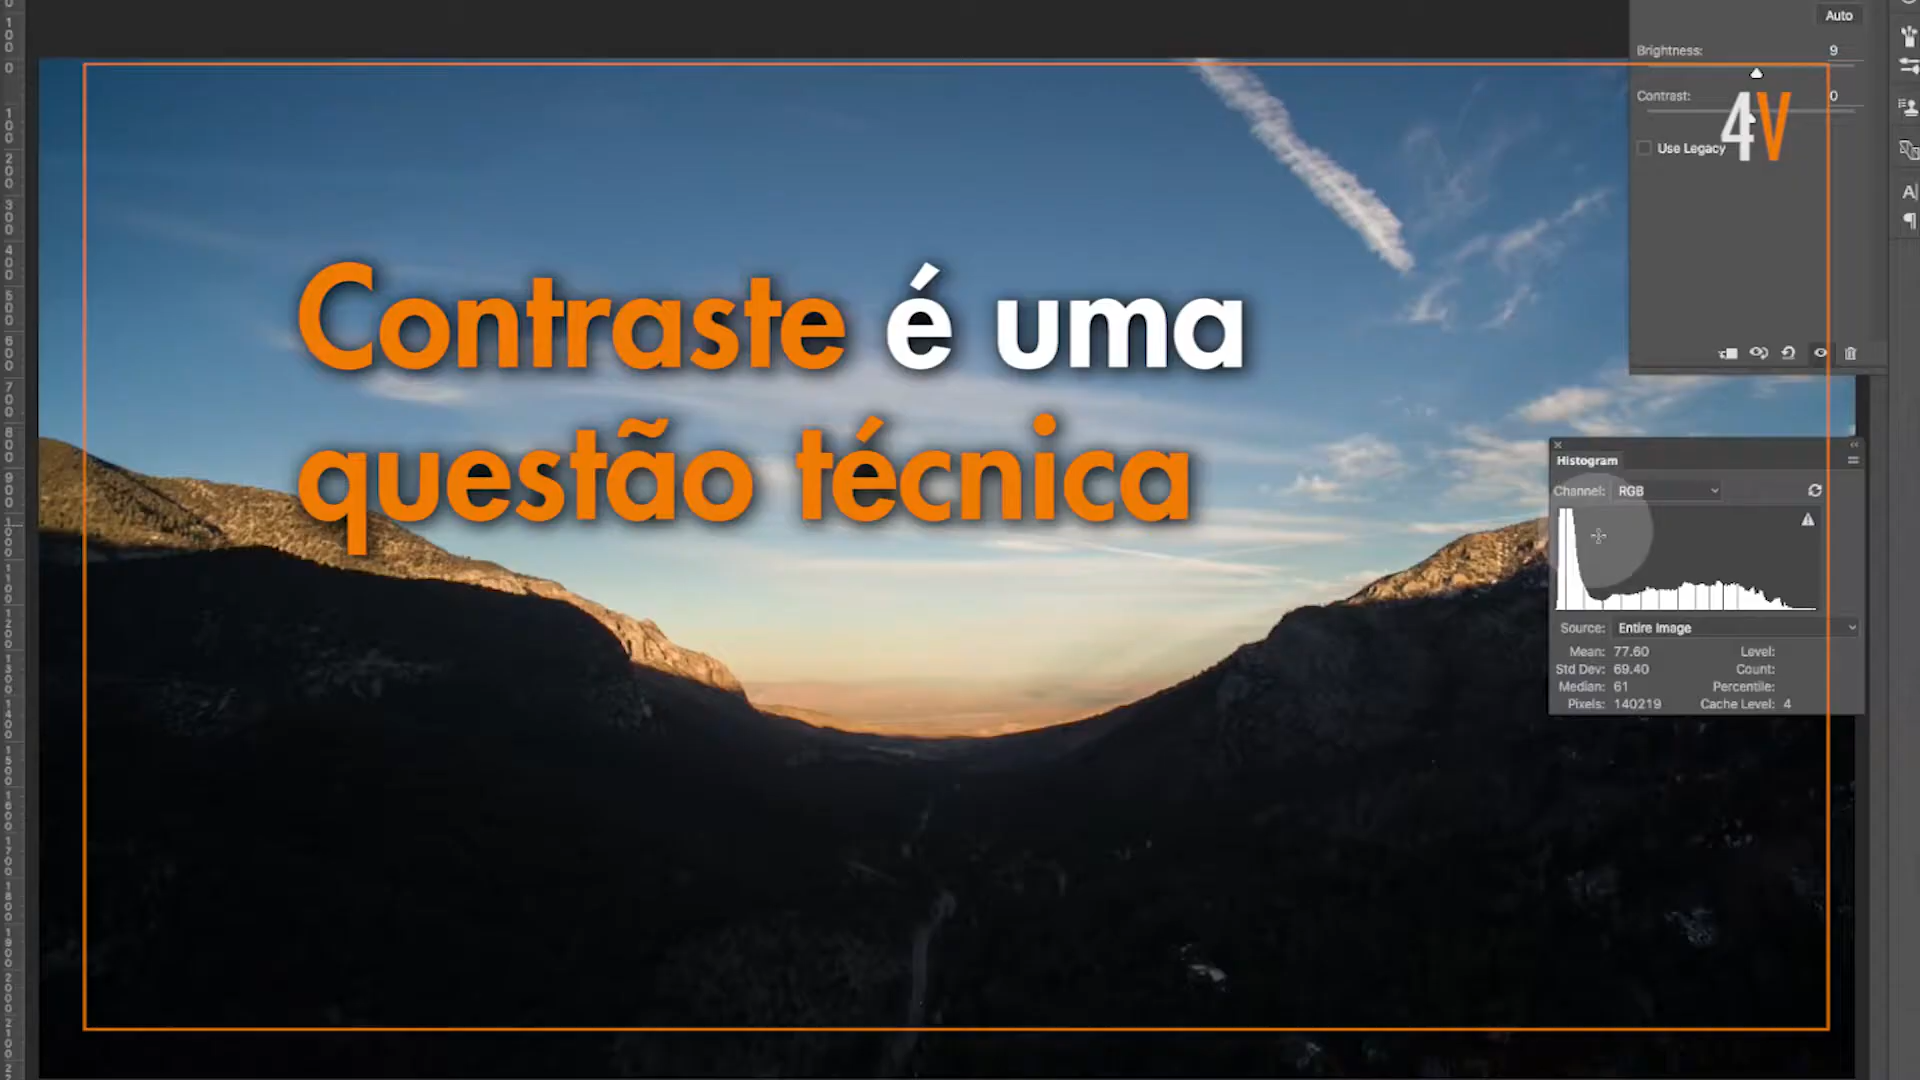 Auto
Brightness: 9
Contrast: 0
4V
Use Legacy
Contraste é uma
questão técnica
Histogram
Channel: RGB
Source: Entire Image
Mean: 77.60 Level:
Std Dev: 69.40 Count:
Median: 61 Percentile:
Pixels: 140219 Cache Level: 4